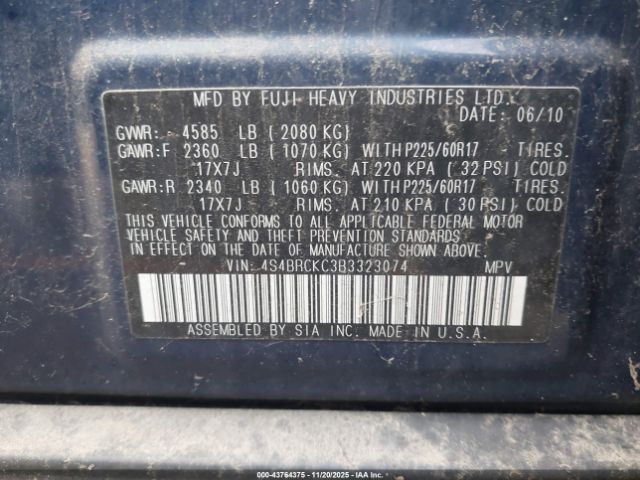 MFD BY FUJI HEAVY INDUSTRIES LTD.
DATE: 06/10
GVWR: 4585 LB (2080 KG)
GAWR:F 2360 LB (1070 KG) WITH P225/60R17 TIRES.
17X7J RIMS. AT 220 KPA (32 PSI) COLD
GAWR:R 2340 LB (1060 KG) WITH P225/60R17 TIRES.
17X7J RIMS. AT 210 KPA (30 PSI) COLD
THIS VEHICLE CONFORMS TO ALL APPLICABLE FEDERAL MOTOR
VEHICLE SAFETY AND THEFT PREVENTION STANDARDS
IN EFFECT ON THE DATE OF MANUFACTURE SHOWN ABOVE.
VIN: 4S4BRCKC3B3323074 MPV
ASSEMBLED BY SIA INC. MADE IN U.S.A.
000-43764375 - 11/20/2025 - IAA